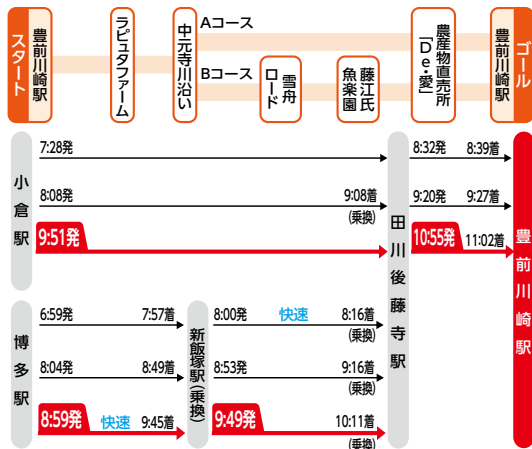 スタート
豊前川崎駅
ラピュタファーム
中元寺川沿い
Aコース
Bコース
雪舟
ロード
藤江氏
魚楽園
農産物直売所
「De・愛」
豊前川崎駅
ゴール
小倉駅
7:28発
8:32発 8:39着
8:08発 9:08着
(乗換)
9:20発 9:27着
9:51発
10:55発 11:02着
田川後藤寺駅
豊前川崎駅
博多駅
6:59発 7:57着
新飯塚駅(乗換)
8:00発 快速 8:16着
(乗換)
8:04発 8:49着
8:53発 9:16着
(乗換)
8:59発 快速 9:45着
9:49発 10:11着
(乗換)